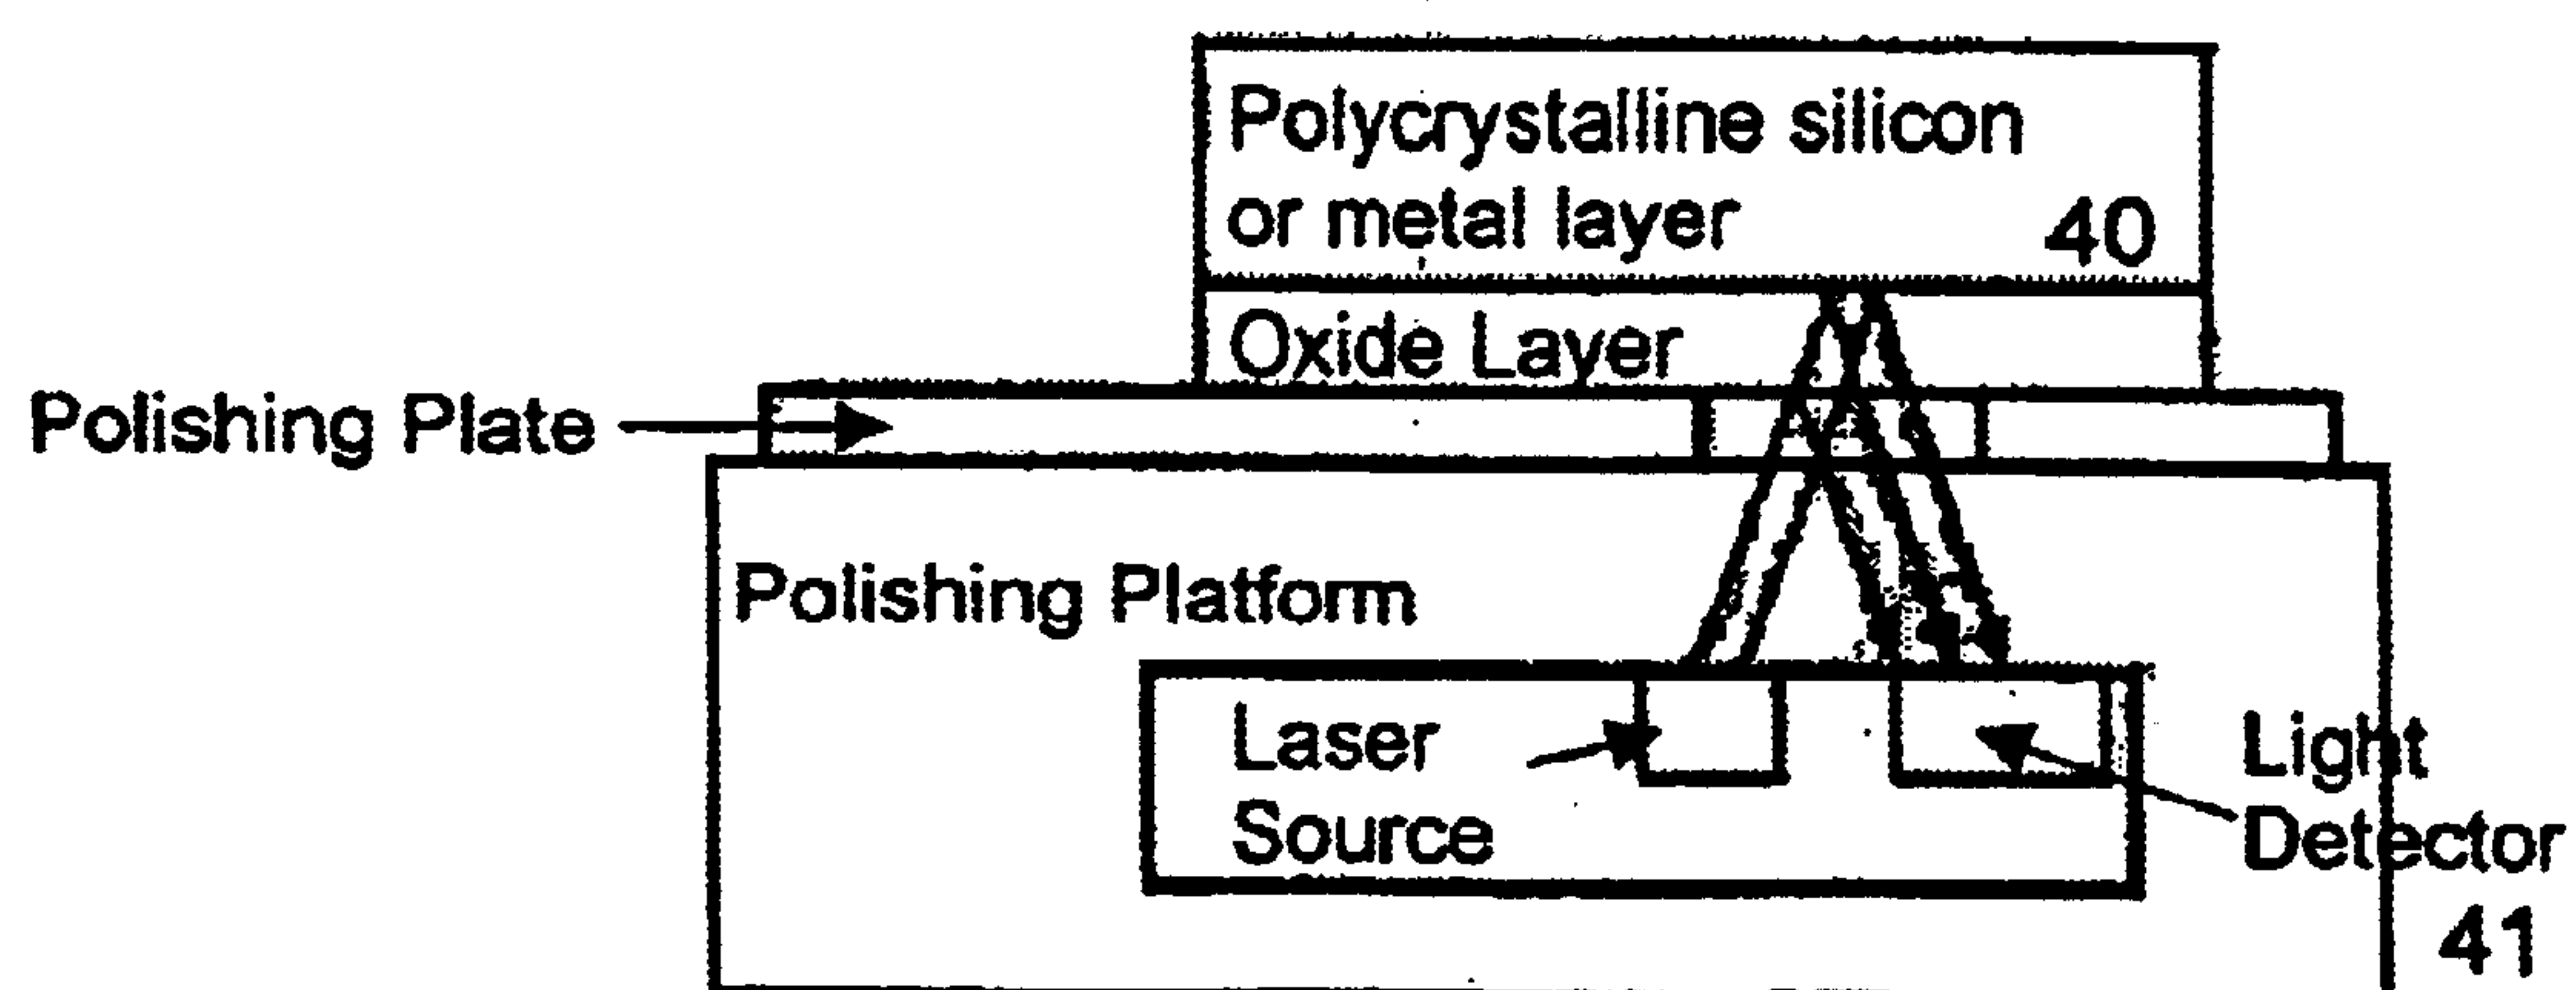 Polycrystalline silicon
or metal layer 40
Oxide Layer
Polishing Plate
Polishing Platform
Laser
Source
Light
Detector
41